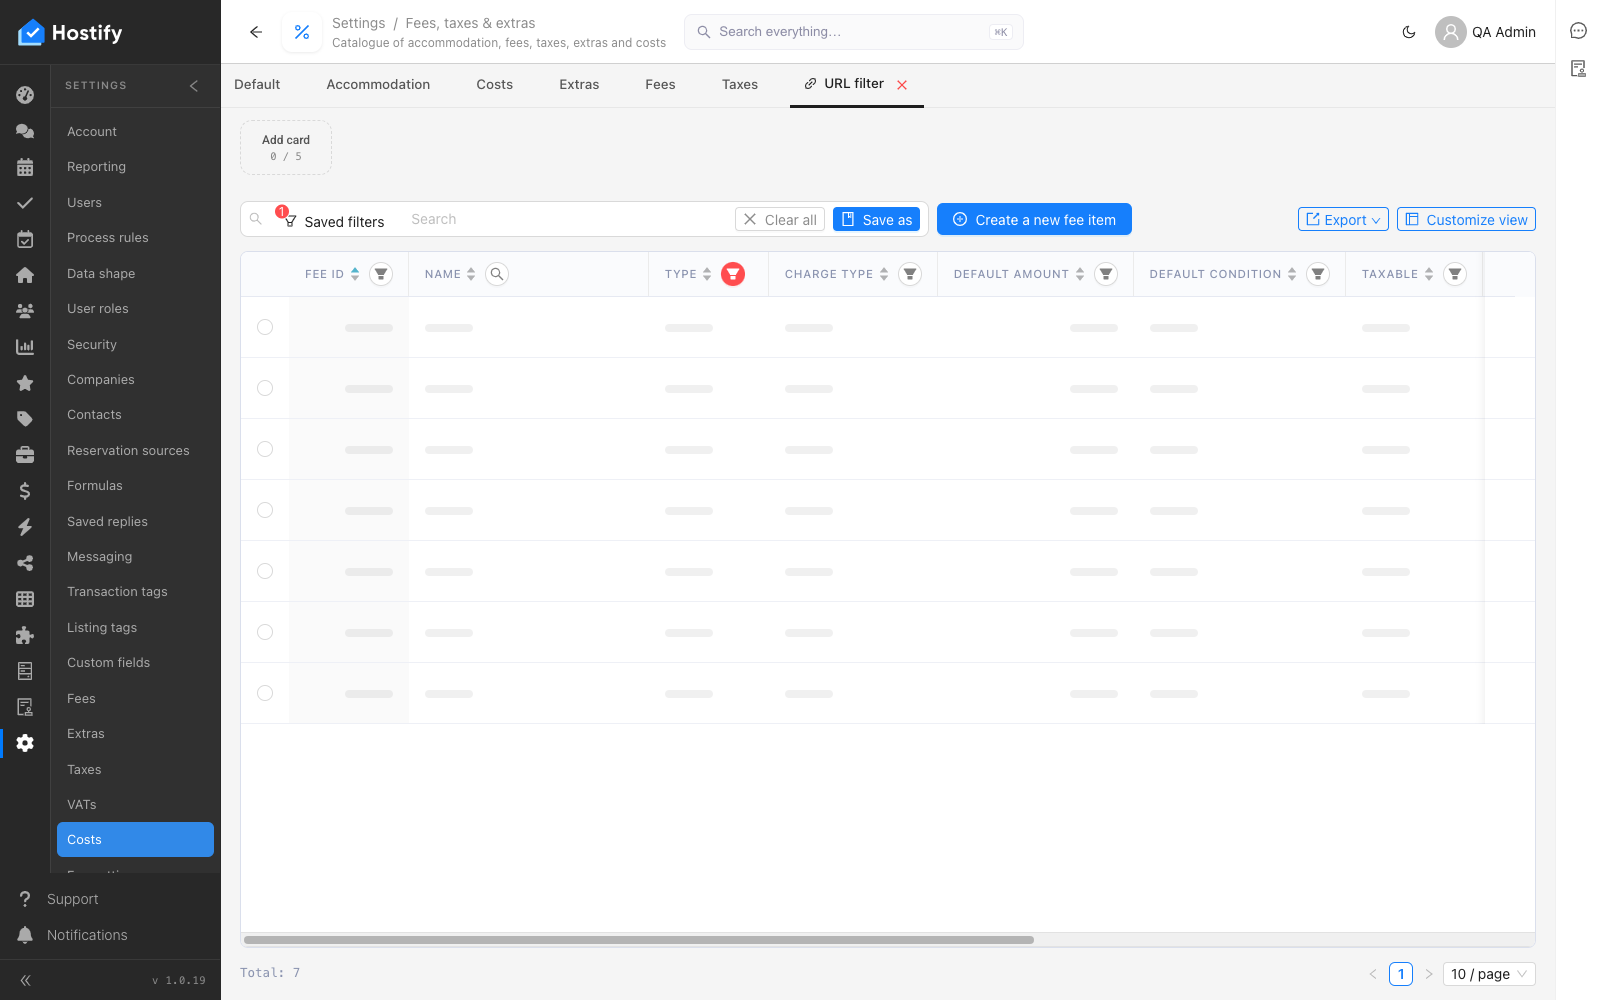 Hostify
SETTINGS
Account
Reporting
Users
Process rules
Data shape
User roles
Security
Companies
Contacts
Reservation sources
Formulas
Saved replies
Messaging
Transaction tags
Listing tags
Custom fields
Fees
Extras
Taxes
VATs
Costs
Support
Notifications
v 1.0.19
Settings / Fees, taxes & extras
Catalogue of accommodation, fees, taxes, extras and costs
Search everything... ⌘K
QA Admin
Default Accommodation Costs Extras Fees Taxes URL filter
Add card
0 / 5
1 Saved filters Search Clear all Save as Create a new fee item Export Customize view
FEE ID NAME TYPE CHARGE TYPE DEFAULT AMOUNT DEFAULT CONDITION TAXABLE
Total: 7
1 10 / page